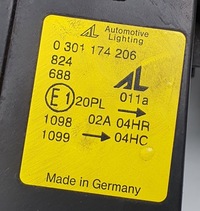 AL Automotive
Lighting
0 301 174 206
824
688 AL 011a
E1 20PL 02A 04HR
1098 → 04HC
1099
Made in Germany